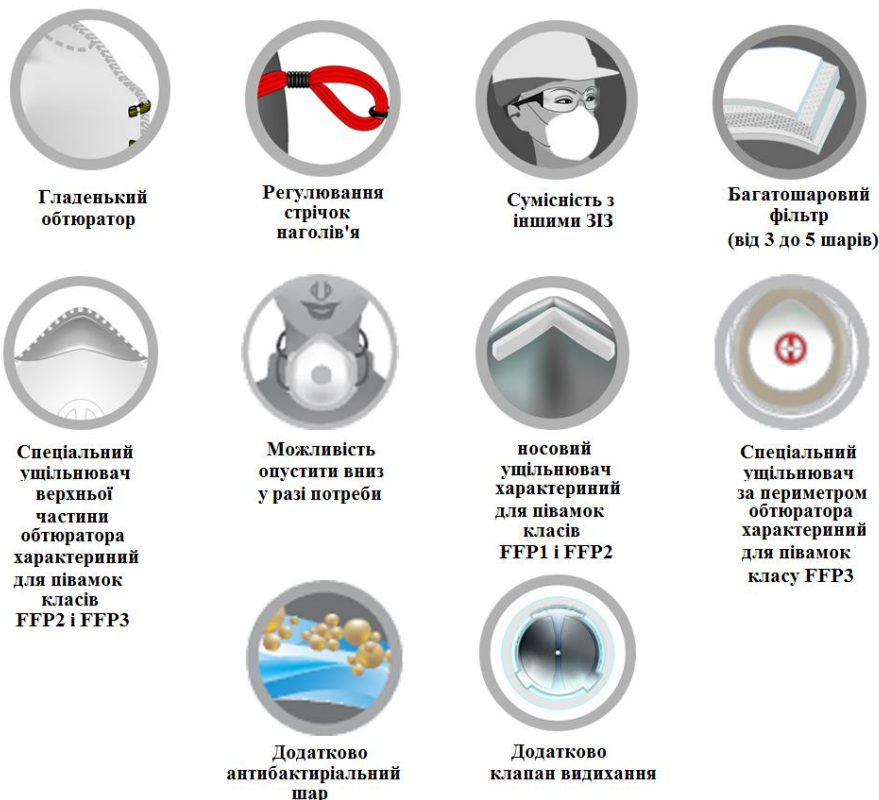 Гладенький
обтюратор
Регулювання
стрічок
наголів'я
Сумісність з
іншими ЗІЗ
Багатошаровий
фільтр
(від 3 до 5 шарів)
Спеціальний
ущільнювач
верхньої
частини
обтюратора
характериний
для півамок
класів
FFP2 і FFP3
Можливість
опустити вниз
у разі потреби
носовий
ущільнювач
характериний
для півамок
класів
FFP1 і FFP2
Спеціальний
ущільнювач
за периметром
обтюратора
характериний
для півамок
класу FFP3
Додатково
антибактиріальний
шар
Додатково
клапан видихання